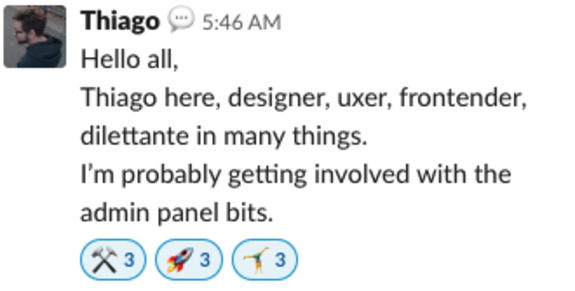 Thiago 💬 5:46 AM
Hello all,
Thiago here, designer, uxer, frontender,
dilettante in many things.
I’m probably getting involved with the
admin panel bits.
⚒️ 3 🚀 3 🤸 3